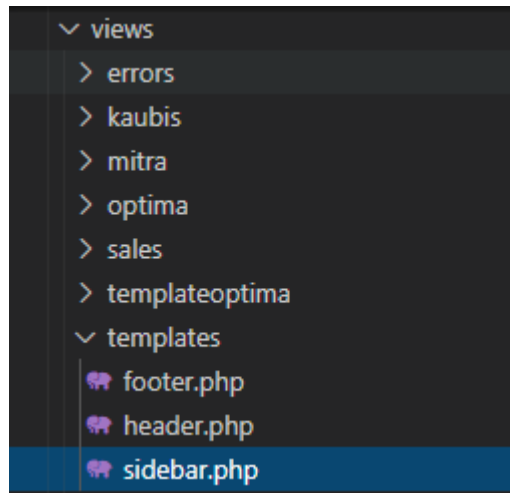 views
errors
kaubis
mitra
optima
sales
templateoptima
templates
footer.php
header.php
sidebar.php